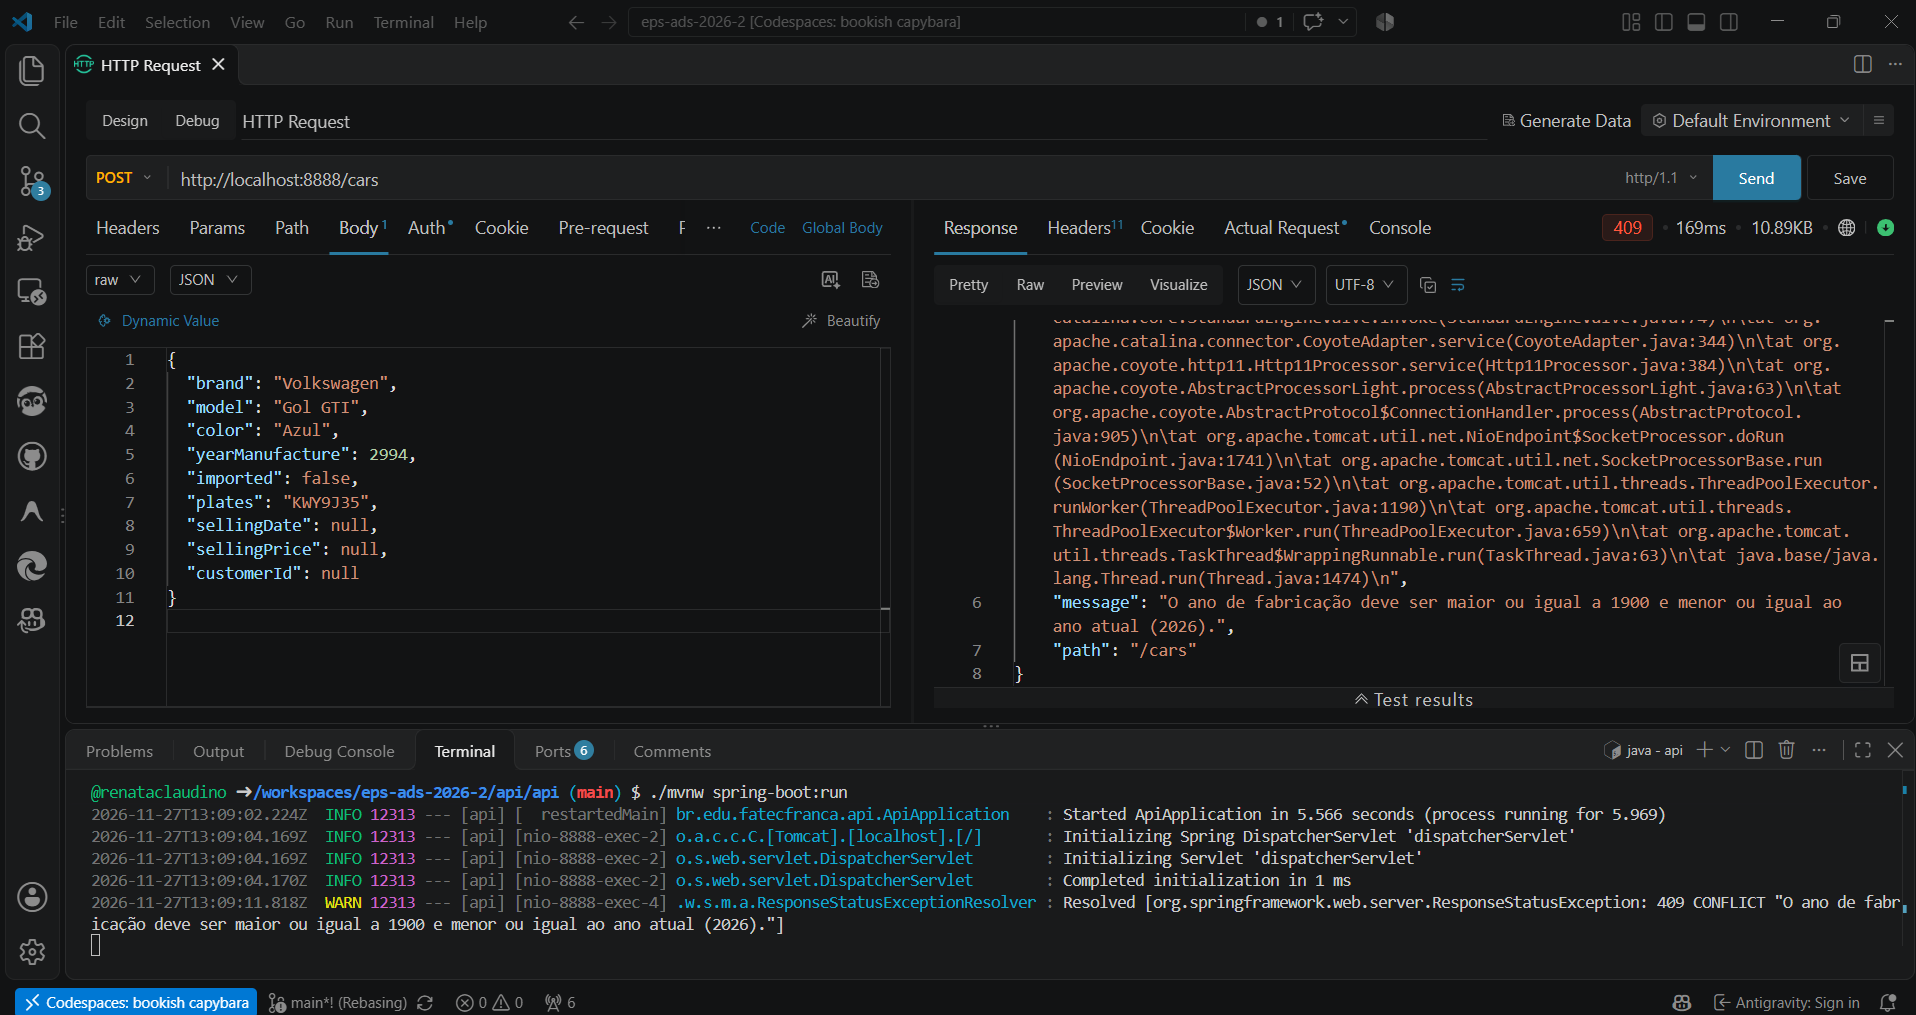 File Edit Selection View Go Run Terminal Help
eps-ads-2026-2 [Codespaces: bookish capybara]
1
HTTP Request
Design Debug HTTP Request
Generate Data Default Environment
POST http://localhost:8888/cars http/1.1 Send Save
Headers Params Path Body 1 Auth Cookie Pre-request Code Global Body
raw JSON
Dynamic Value Beautify
1 {
2 "brand": "Volkswagen",
3 "model": "Gol GTI",
4 "color": "Azul",
5 "yearManufacture": 2994,
6 "imported": false,
7 "plates": "KWY9J35",
8 "sellingDate": null,
9 "sellingPrice": null,
10 "customerId": null
11 }
12
Response Headers 11 Cookie Actual Request Console 409 169ms 10.89KB
Pretty Raw Preview Visualize JSON UTF-8
catalina.core.StandardEngineValve.invoke(StandardEngineValve.java:74)\n\tat org.
apache.catalina.connector.CoyoteAdapter.service(CoyoteAdapter.java:344)\n\tat org.
apache.coyote.http11.Http11Processor.service(Http11Processor.java:384)\n\tat org.
apache.coyote.AbstractProcessorLight.process(AbstractProcessorLight.java:63)\n\tat
org.apache.coyote.AbstractProtocol$ConnectionHandler.process(AbstractProtocol.
java:905)\n\tat org.apache.tomcat.util.net.NioEndpoint$SocketProcessor.doRun
(NioEndpoint.java:1741)\n\tat org.apache.tomcat.util.net.SocketProcessorBase.run
(SocketProcessorBase.java:52)\n\tat org.apache.tomcat.util.threads.ThreadPoolExecutor.
runWorker(ThreadPoolExecutor.java:1190)\n\tat org.apache.tomcat.util.threads.
ThreadPoolExecutor$Worker.run(ThreadPoolExecutor.java:659)\n\tat org.apache.tomcat.
util.threads.TaskThread$WrappingRunnable.run(TaskThread.java:63)\n\tat java.base/java.
lang.Thread.run(Thread.java:1474)\n",
6 "message": "O ano de fabricação deve ser maior ou igual a 1900 e menor ou igual ao
ano atual (2026).",
7 "path": "/cars"
8 }
Test results
3
Problems Output Debug Console Terminal Ports 6 Comments
java - api
@renataclaudino ➜/workspaces/eps-ads-2026-2/api/api (main) $ ./mvnw spring-boot:run
2026-11-27T13:09:02.224Z INFO 12313 --- [api] [ restartedMain] br.edu.fatecfranca.api.ApiApplication : Started ApiApplication in 5.566 seconds (process running for 5.969)
2026-11-27T13:09:04.169Z INFO 12313 --- [api] [nio-8888-exec-2] o.a.c.c.C.[Tomcat].[localhost].[/] : Initializing Spring DispatcherServlet 'dispatcherServlet'
2026-11-27T13:09:04.169Z INFO 12313 --- [api] [nio-8888-exec-2] o.s.web.servlet.DispatcherServlet : Initializing Servlet 'dispatcherServlet'
2026-11-27T13:09:04.170Z INFO 12313 --- [api] [nio-8888-exec-2] o.s.web.servlet.DispatcherServlet : Completed initialization in 1 ms
2026-11-27T13:09:11.818Z WARN 12313 --- [api] [nio-8888-exec-4] .w.s.m.a.ResponseStatusExceptionResolver : Resolved [org.springframework.web.server.ResponseStatusException: 409 CONFLICT "O ano de fabr
icação deve ser maior ou igual a 1900 e menor ou igual ao ano atual (2026)."]
Codespaces: bookish capybara main*! (Rebasing) 0 0 6 Antigravity: Sign in